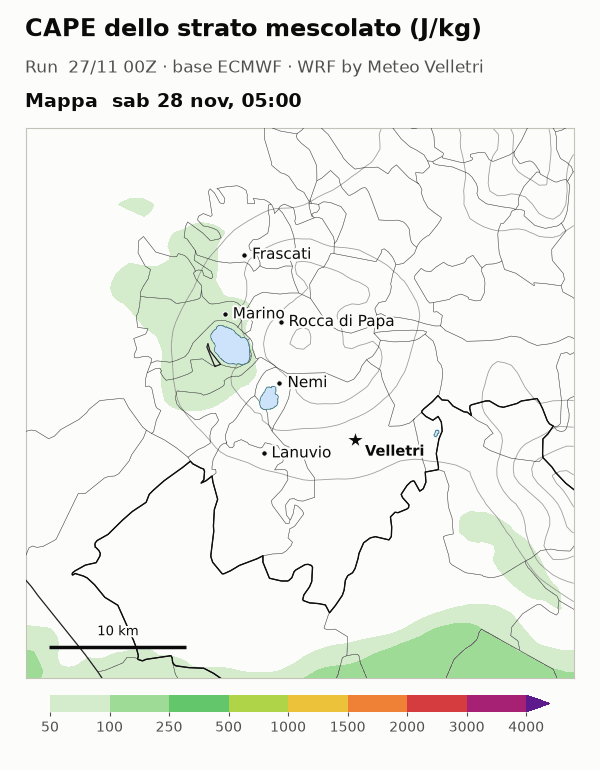 CAPE dello strato mescolato (J/kg)
Run  27/11 00Z · base ECMWF · WRF by Meteo Velletri
Mappa  sab 28 nov, 05:00
Frascati
Marino
Rocca di Papa
Nemi
Velletri
Lanuvio
10 km
50 100 250 500 1000 1500 2000 3000 4000